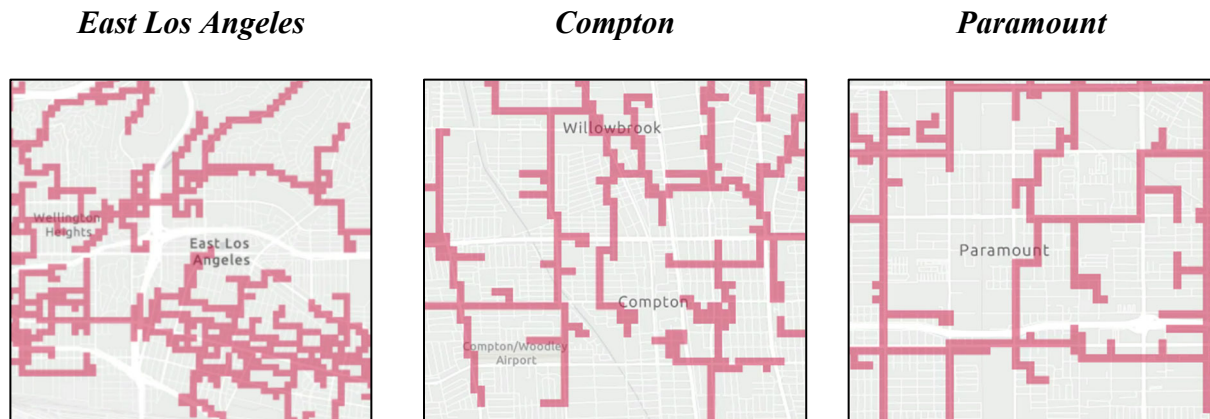 East Los Angeles
Compton
Paramount
Wellington
Heights
East Los
Angeles
Willowbrook
Compton
Compton/Woodley
Airport
Paramount